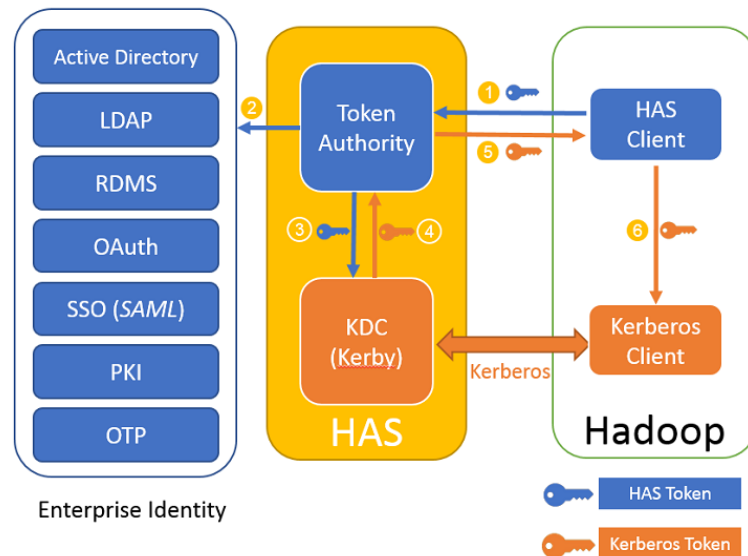 Active Directory
LDAP
RDMS
OAuth
SSO (SAML)
PKI
OTP
Enterprise Identity
2
Token
Authority
3
4
KDC
(Kerby)
HAS
1
5
Kerberos
HAS
Client
6
Kerberos
Client
Hadoop
HAS Token
Kerberos Token